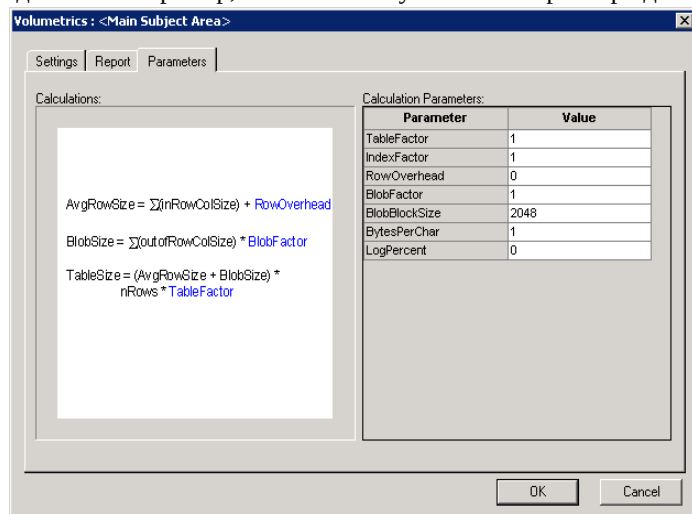 Volumetrics : <Main Subject Area>
Settings Report Parameters
Calculations:
AvgRowSize = ∑(inRowColSize) + RowOverhead
BlobSize = ∑(outofRowColSize) * BlobFactor
TableSize = (AvgRowSize + BlobSize) *
nRows * TableFactor
Calculation Parameters:
Parameter Value
TableFactor 1
IndexFactor 1
RowOverhead 0
BlobFactor 1
BlobBlockSize 2048
BytesPerChar 1
LogPercent 0
OK Cancel